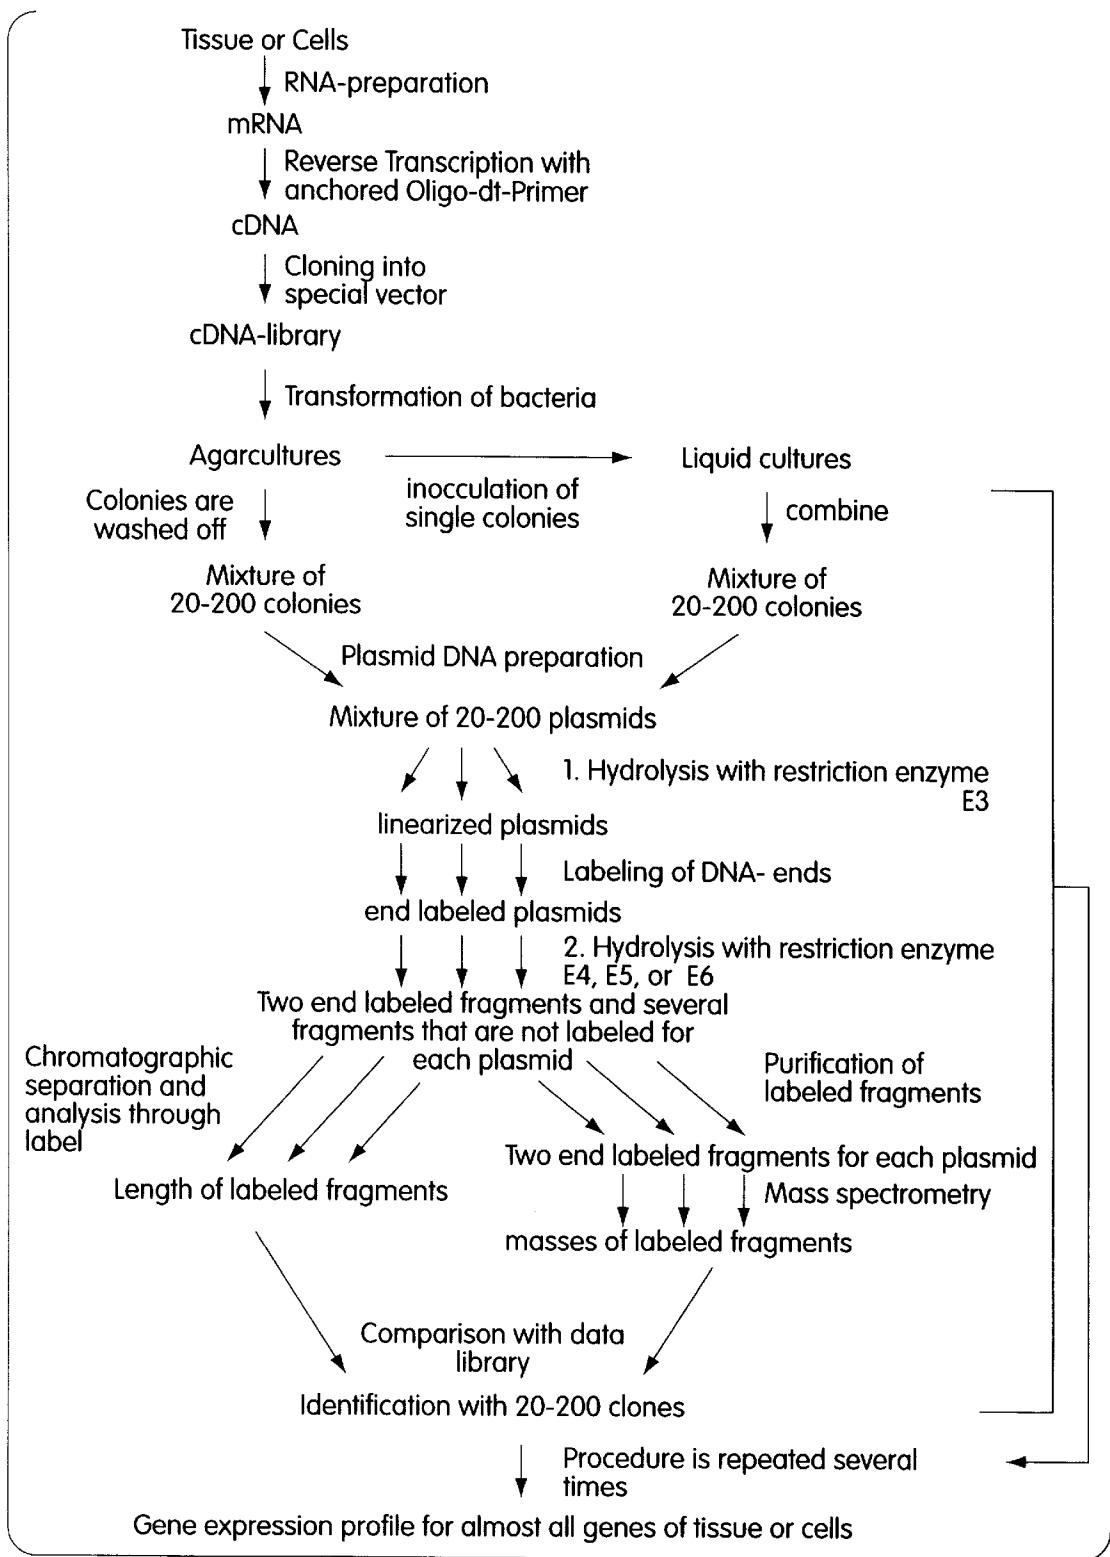 Tissue or Cells
RNA-preparation
mRNA
Reverse Transcription with
anchored Oligo-dt-Primer
cDNA
Cloning into
special vector
cDNA-library
Transformation of bacteria
Agarcultures
Liquid cultures
inocculation of
single colonies
Colonies are
washed off
combine
Mixture of
20-200 colonies
Mixture of
20-200 colonies
Plasmid DNA preparation
Mixture of 20-200 plasmids
1. Hydrolysis with restriction enzyme
E3
linearized plasmids
Labeling of DNA- ends
end labeled plasmids
2. Hydrolysis with restriction enzyme
E4, E5, or E6
Two end labeled fragments and several
fragments that are not labeled for
each plasmid
Chromatographic
separation and
analysis through
label
Purification of
labeled fragments
Two end labeled fragments for each plasmid
Length of labeled fragments
Mass spectrometry
masses of labeled fragments
Comparison with data
library
Identification with 20-200 clones
Procedure is repeated several
times
Gene expression profile for almost all genes of tissue or cells